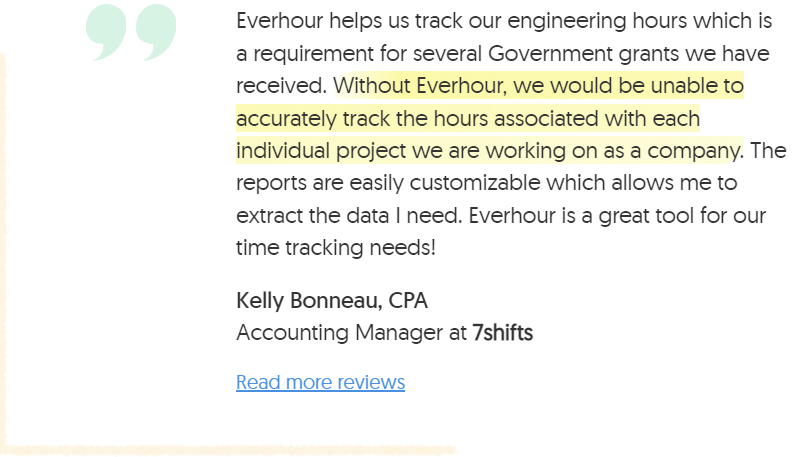 Everhour helps us track our engineering hours which is
a requirement for several Government grants we have
received. Without Everhour, we would be unable to
accurately track the hours associated with each
individual project we are working on as a company. The
reports are easily customizable which allows me to
extract the data I need. Everhour is a great tool for our
time tracking needs!
Kelly Bonneau, CPA
Accounting Manager at 7shifts
Read more reviews